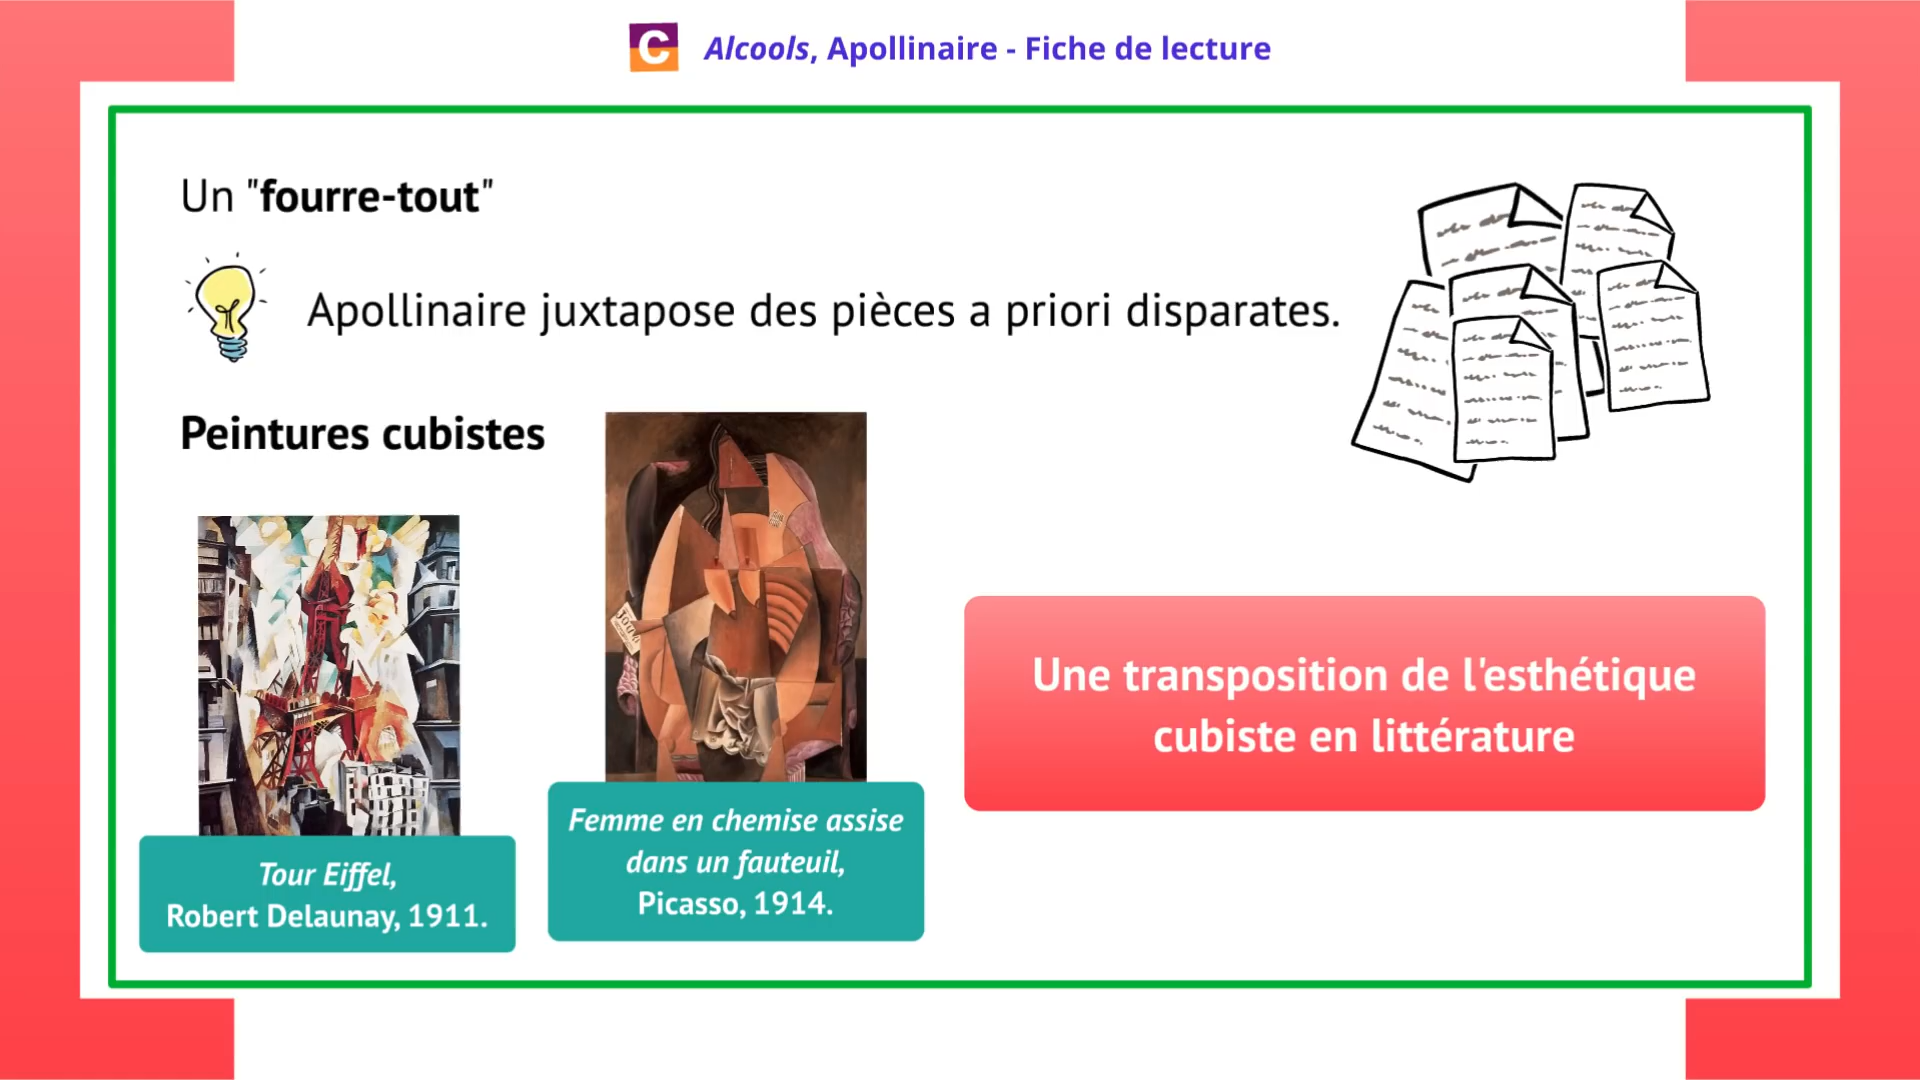 C
Alcools, Apollinaire - Fiche de lecture
Un "fourre-tout"
Apollinaire juxtapose des pièces a priori disparates.
Peintures cubistes
Tour Eiffel,
Robert Delaunay, 1911.
Femme en chemise assise
dans un fauteuil,
Picasso, 1914.
Une transposition de l'esthétique
cubiste en littérature